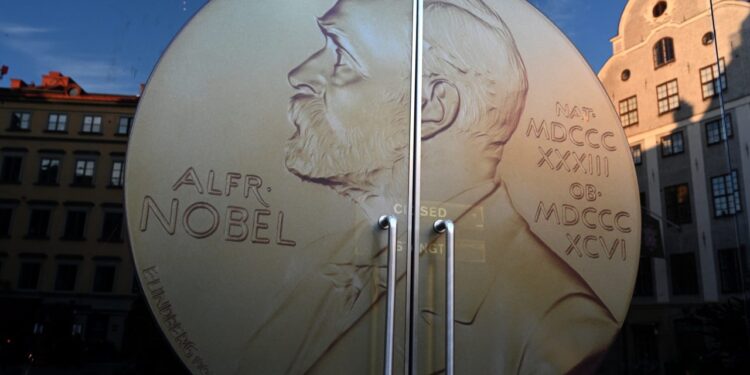 ALFR·
NOBEL
NAT·
MDCCC
XXXIII
OB·
MDCCC
XCVI
CLOSED